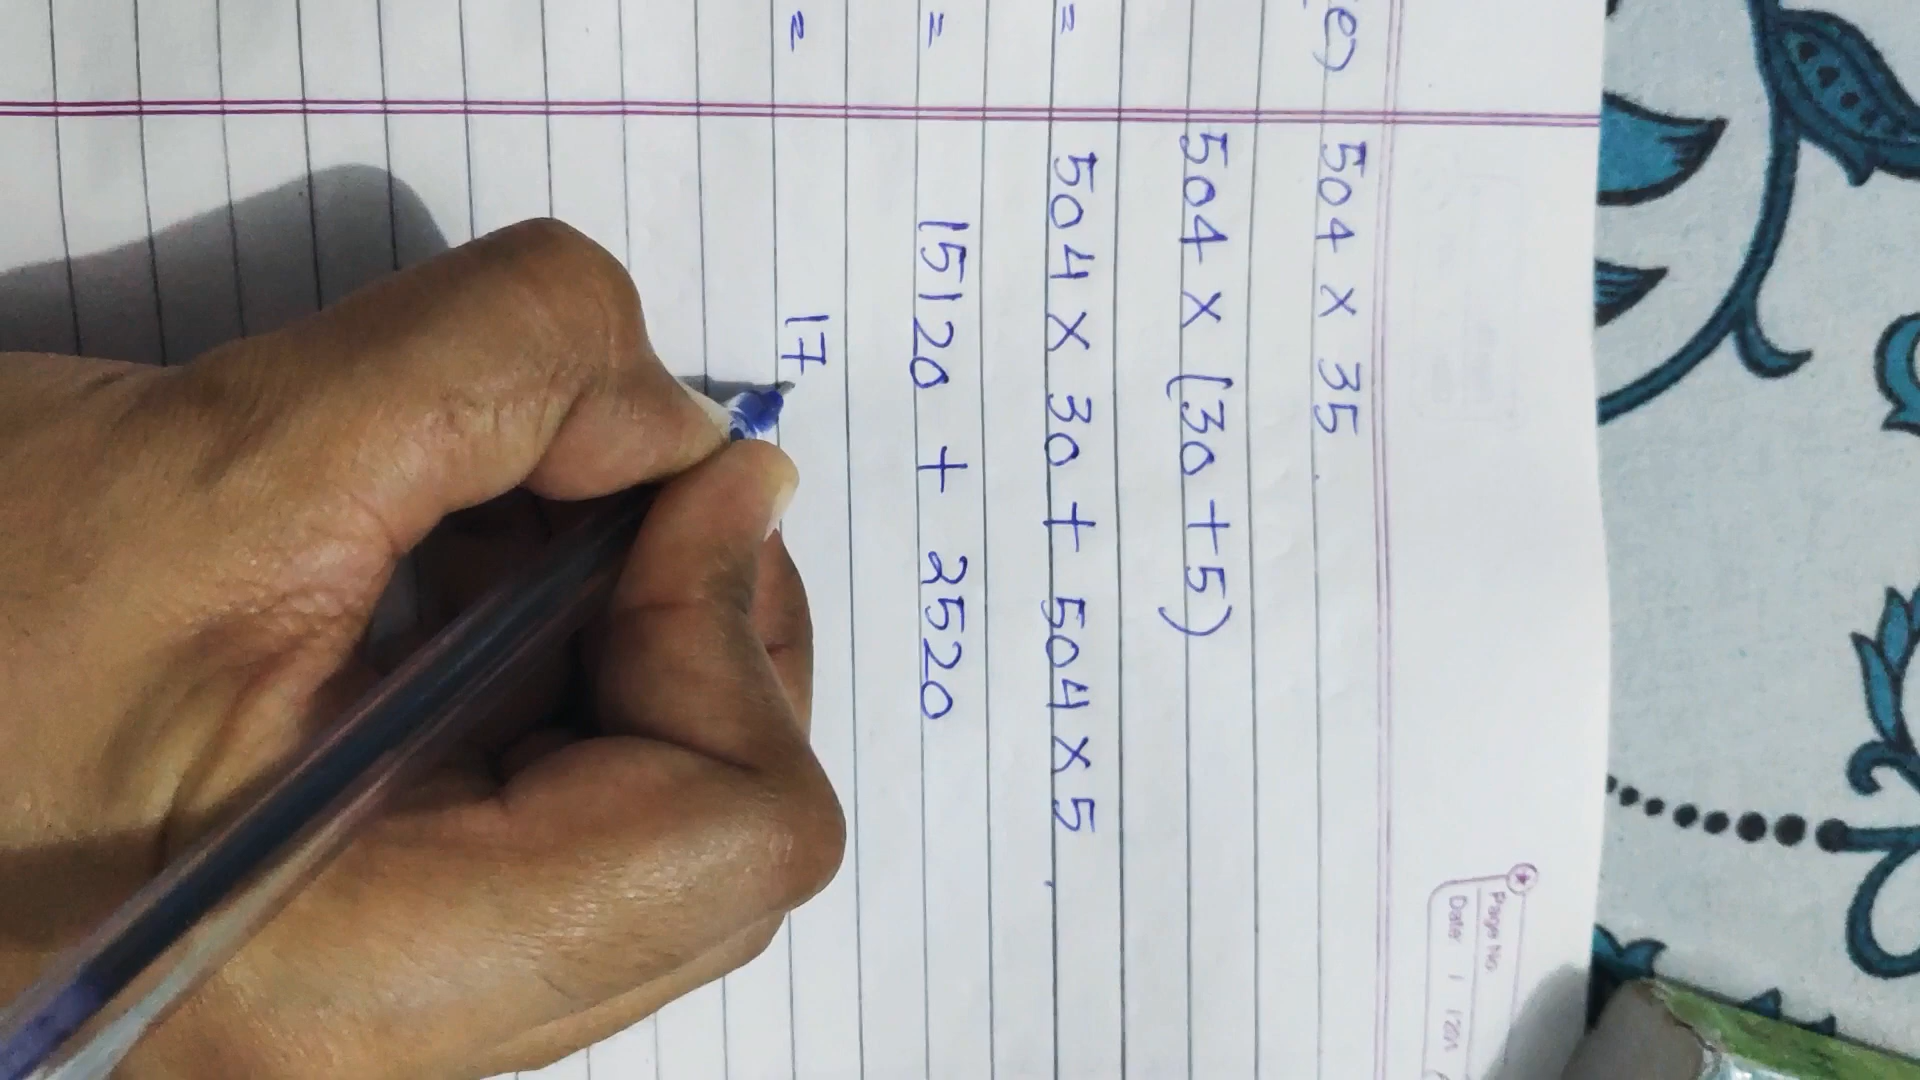 Page No.
Date
e) 504 x 35
504 x (30 + 5)
= 504 x 30 + 504 x 5
= 15120 + 2520
= 17